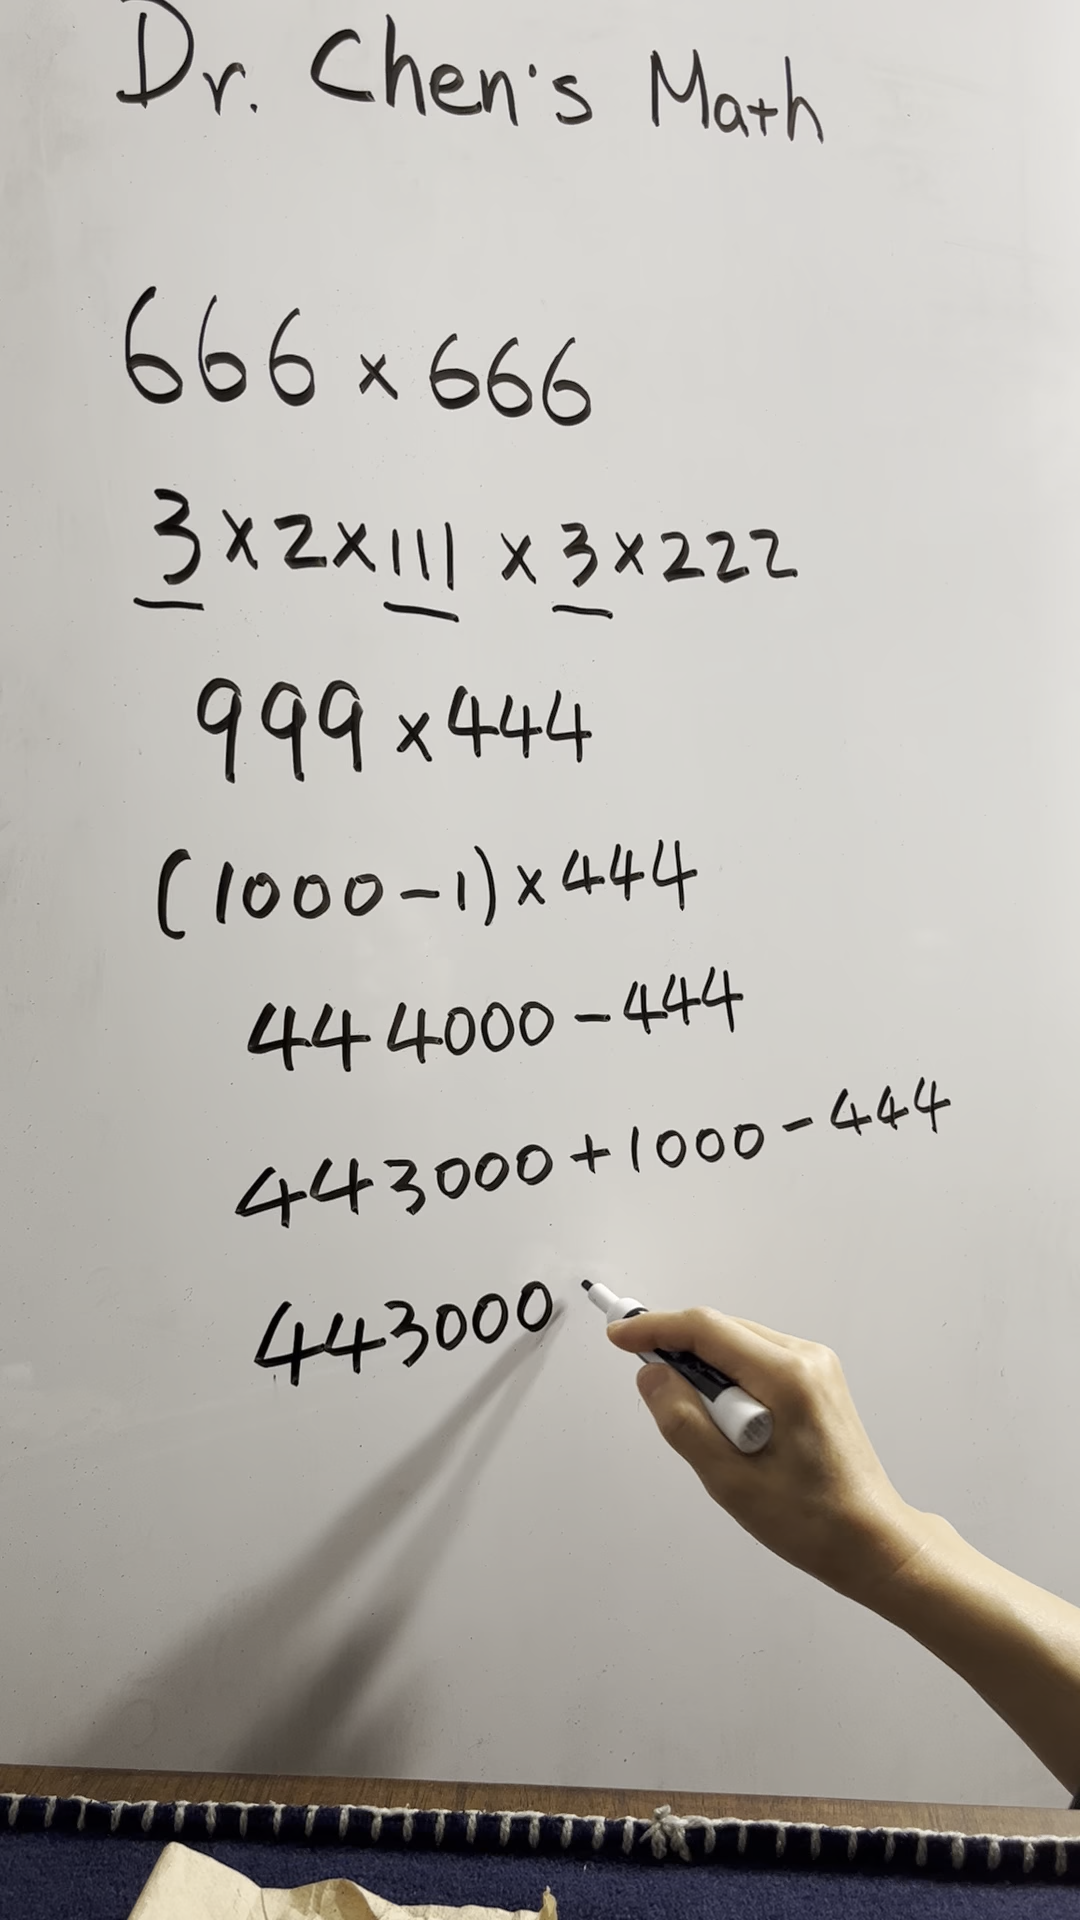 Dr. Chen's Math
666 × 666
3 × 2 × 111 × 3 × 222
999 × 444
(1000 - 1) × 444
444000 - 444
443000 + 1000 - 444
443000